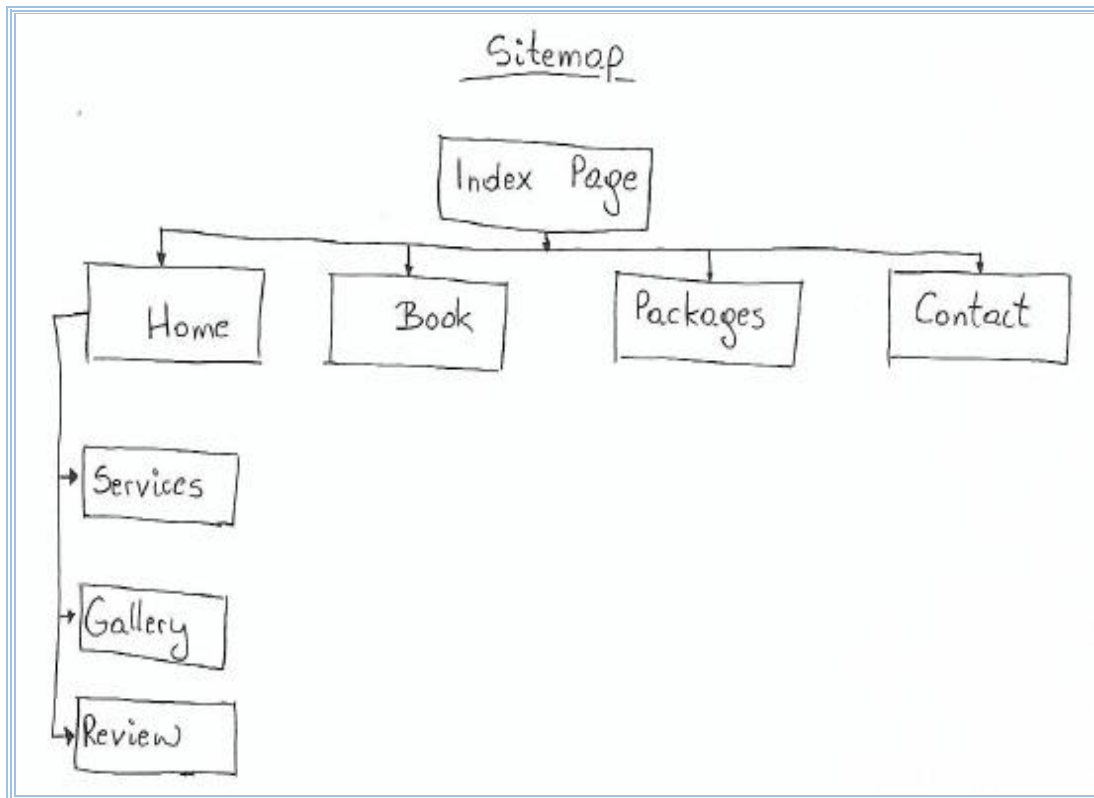 Sitemap
Index Page
Home Book Packages Contact
Services
Gallery
Review